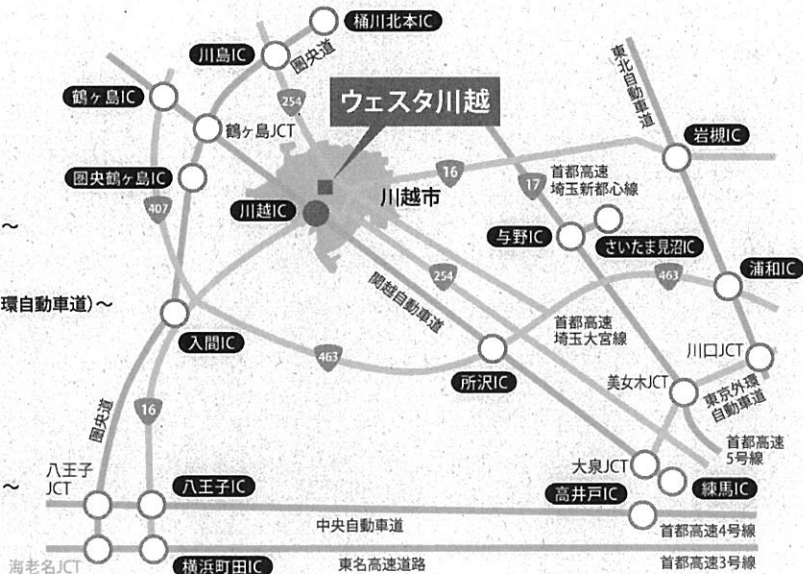 桶川北本IC
川島IC
圏央道
東北自動車道
鶴ヶ島IC
254
ウェスタ川越
鶴ヶ島JCT
岩槻IC
圏央鶴ヶ島IC
16
首都高速
埼玉新都心線
17
川越市
407
川越IC
与野IC
さいたま見沼IC
～
関越自動車道
254
463
浦和IC
環自動車道）～
入間IC
首都高速
埼玉大宮線
463
川口JCT
所沢IC
美女木JCT
東京外環
自動車道
16
圏央道
首都高速
5号線
八王子
JCT
大泉JCT
～
八王子IC
高井戸IC
練馬IC
中央自動車道
首都高速4号線
海老名JCT
横浜町田IC
東名高速道路
首都高速3号線